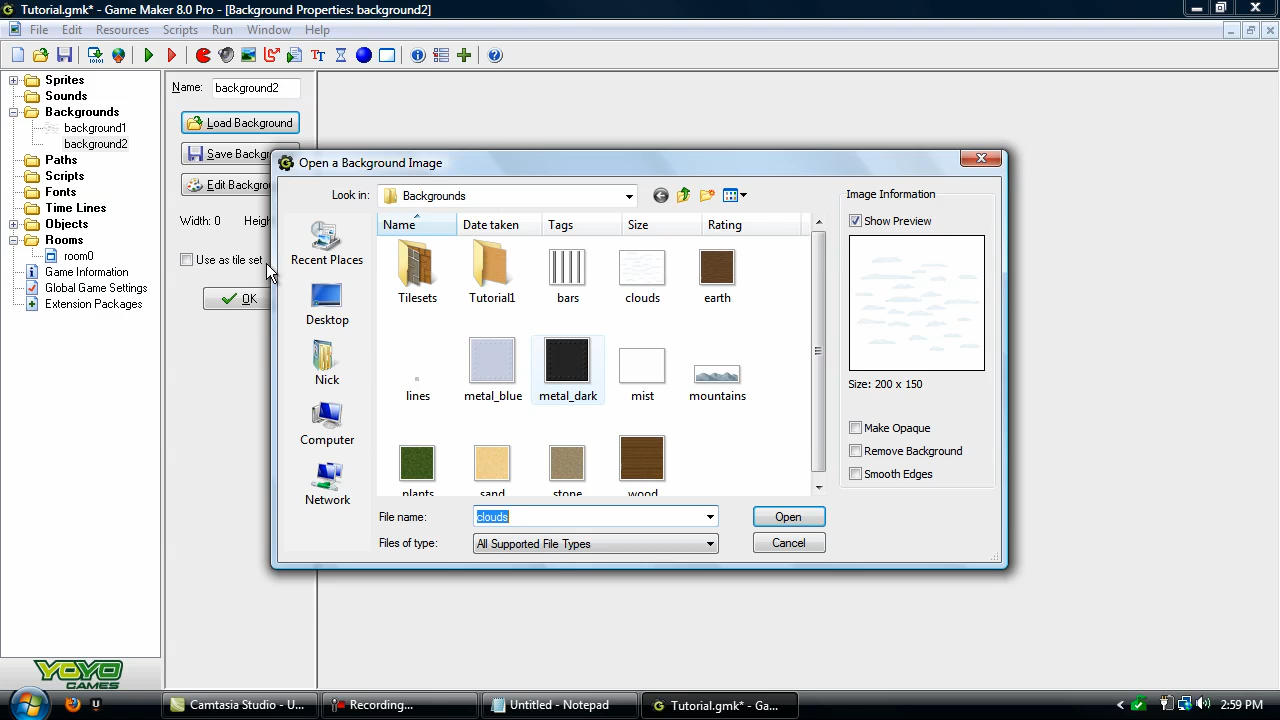 Tutorial.gmk* - Game Maker 8.0 Pro - [Background Properties: background2]
File Edit Resources Scripts Run Window Help
Sprites
Sounds
Backgrounds
background1
background2
Paths
Scripts
Fonts
Time Lines
Objects
Rooms
room0
Game Information
Global Game Settings
Extension Packages
YOYO
GAMES
Name: background2
Load Background
Save Backgr
Edit Backgrou
Width: 0 Heigh
Use as tile set
OK
Open a Background Image
Look in: Backgrounds
Recent Places
Desktop
Nick
Computer
Network
Name Date taken Tags Size Rating
Tilesets Tutorial1 bars clouds earth
lines metal_blue metal_dark mist mountains
plants sand stone wood
File name: clouds Open
Files of type: All Supported File Types Cancel
Image Information
Show Preview
Size: 200 x 150
Make Opaque
Remove Background
Smooth Edges
Camtasia Studio - U... Recording... Untitled - Notepad Tutorial.gmk* - Ga... 2:59 PM